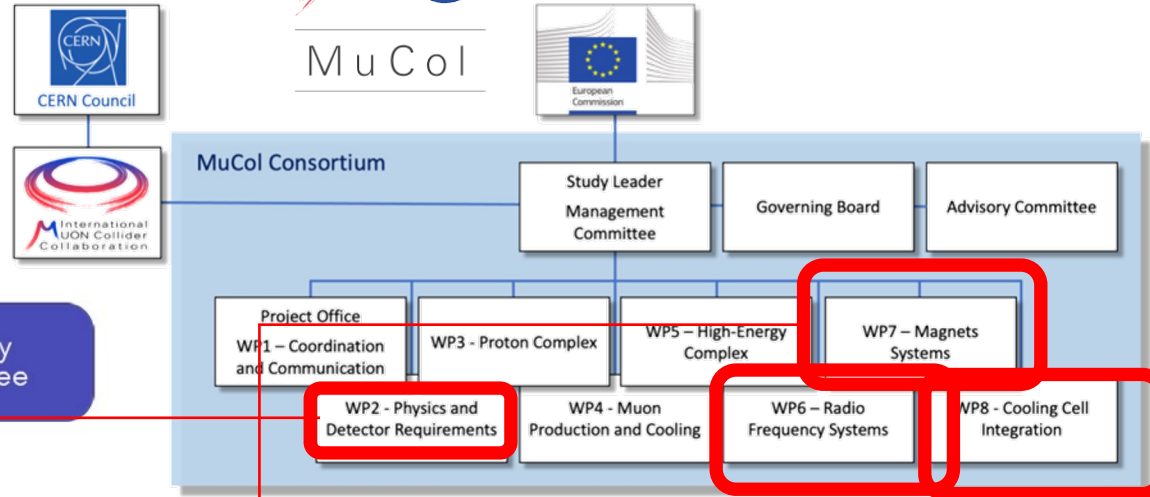 CERN
CERN Council
MuCol
European
Commission
International
MUON Collider
Collaboration
MuCol Consortium
Study Leader
Management
Committee
Governing Board
Advisory Committee
y
ee
Project Office
WP1 – Coordination
and Communication
WP3 - Proton Complex
WP5 – High-Energy
Complex
WP7 – Magnets
Systems
WP2 - Physics and
Detector Requirements
WP4 - Muon
Production and Cooling
WP6 – Radio
Frequency Systems
WP8 - Cooling Cell
Integration